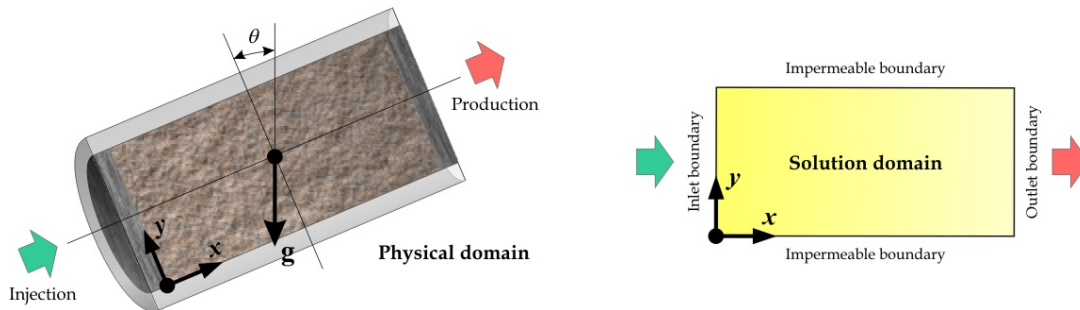 θ
Production
y
x
g
Physical domain
Injection
Impermeable boundary
Inlet boundary
Solution domain
Outlet boundary
y
x
Impermeable boundary